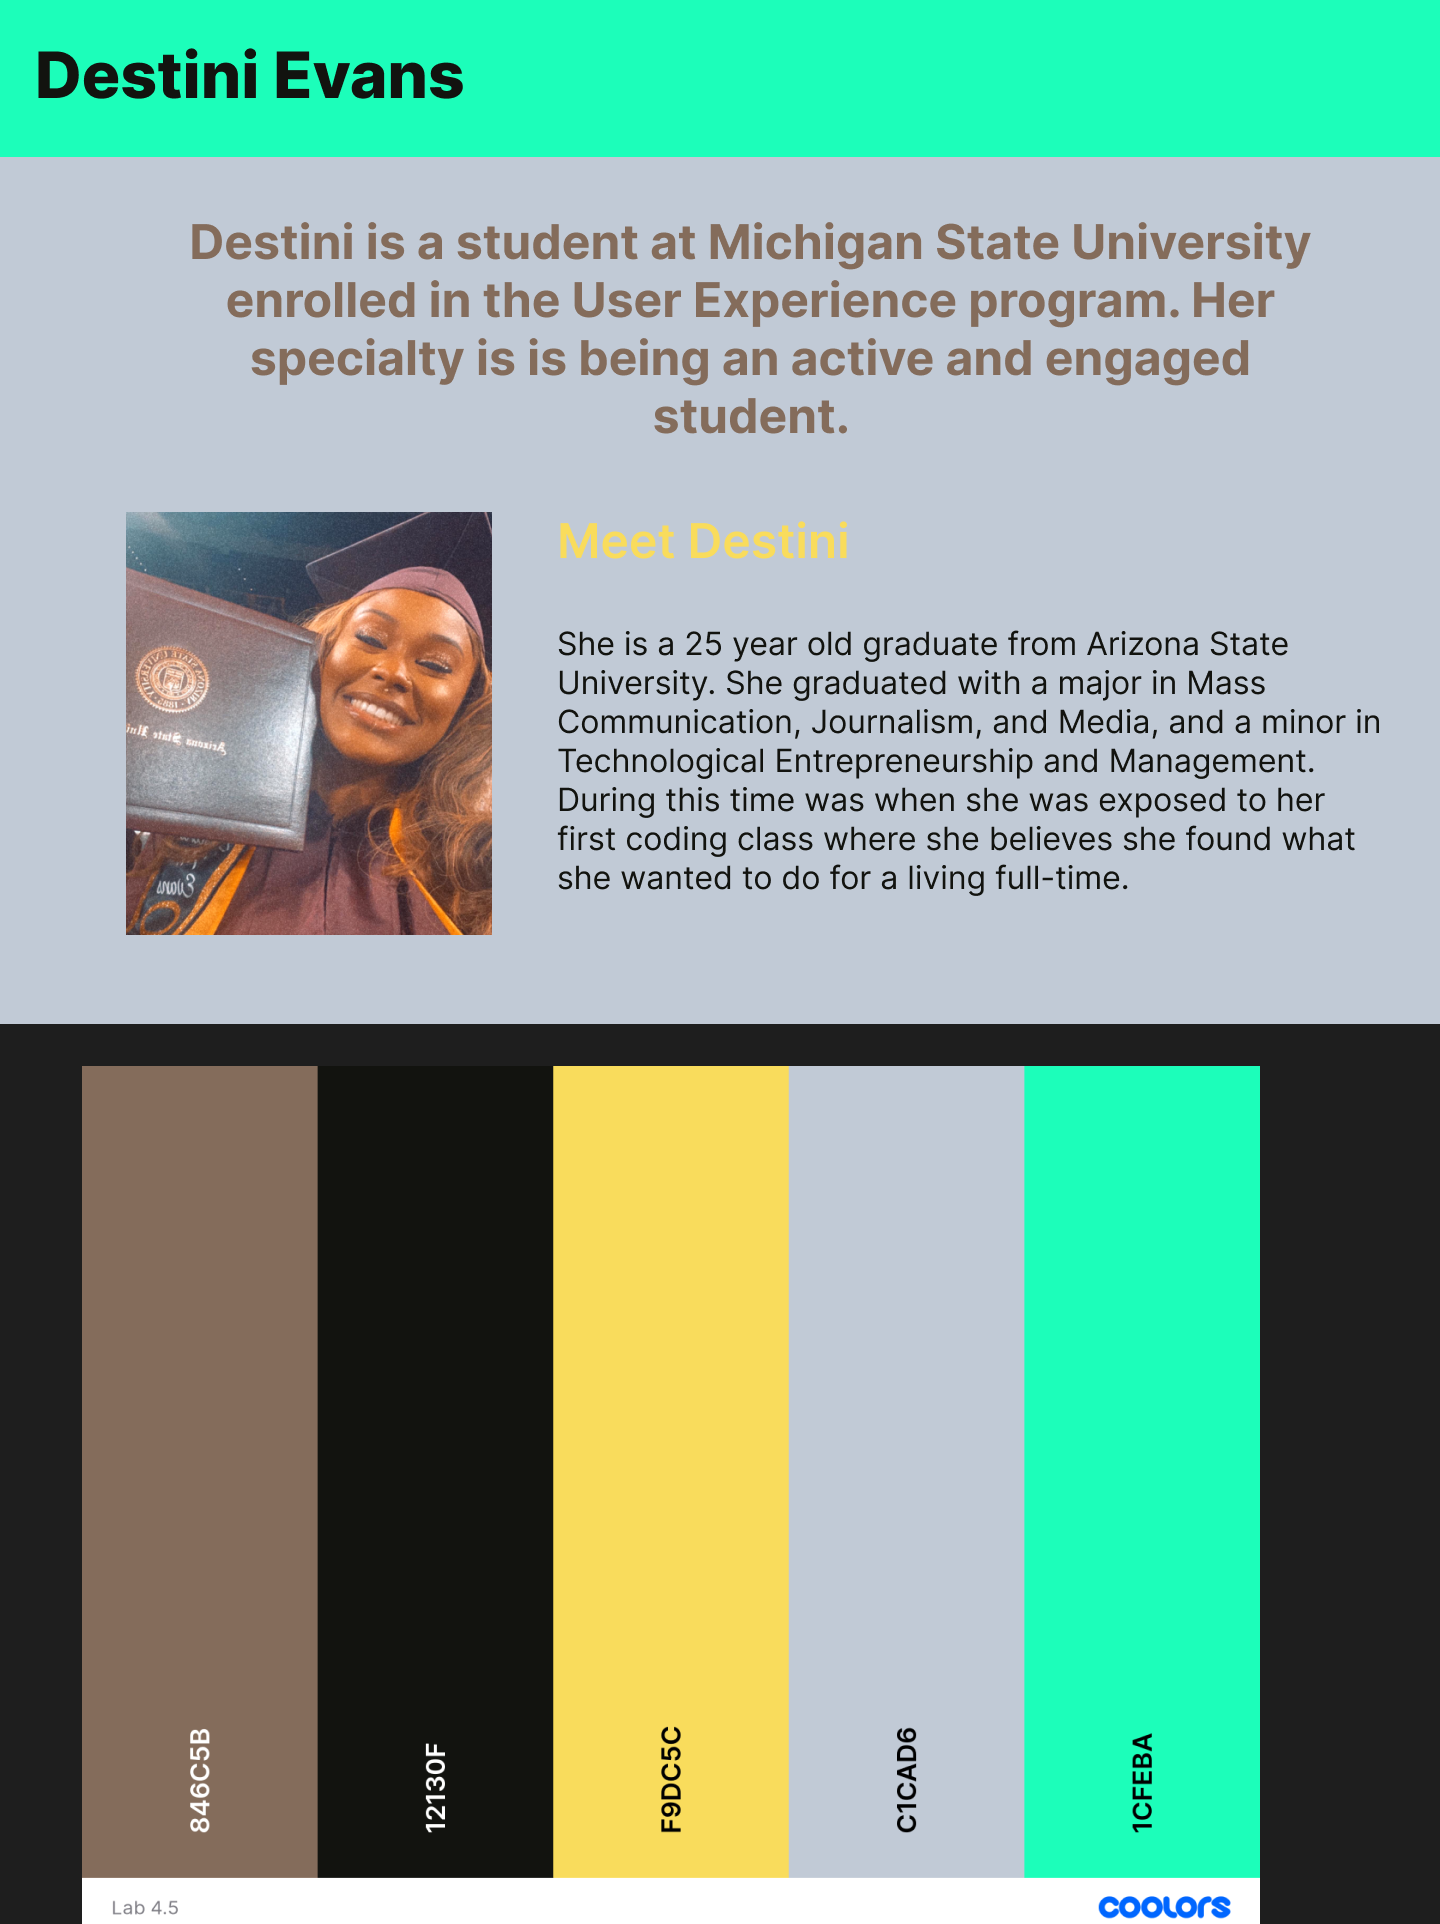 Destini Evans
Destini is a student at Michigan State University
enrolled in the User Experience program. Her
specialty is is being an active and engaged
student.
Meet Destini
She is a 25 year old graduate from Arizona State
University. She graduated with a major in Mass
Communication, Journalism, and Media, and a minor in
Technological Entrepreneurship and Management.
During this time was when she was exposed to her
first coding class where she believes she found what
she wanted to do for a living full-time.
Arizona State Uni
Evans
846C5B
12130F
F9DC5C
C1CAD6
1CFEBA
Lab 4.5
coolors